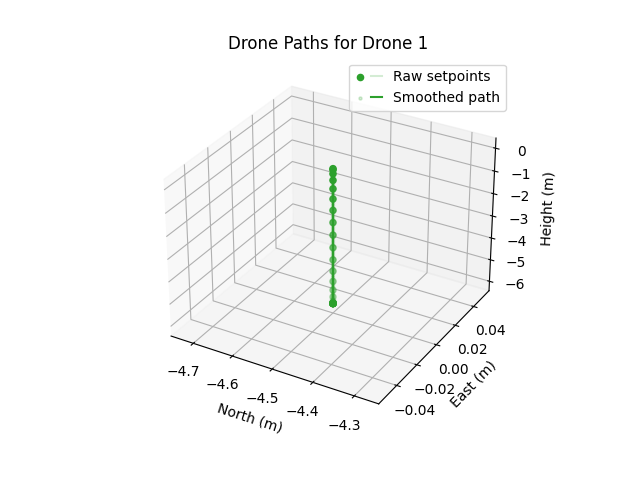 Drone Paths for Drone 1
Raw setpoints
Smoothed path
0
−1
−2
−3
−4
−5
−6
Height (m)
0.04
0.02
0.00
−0.02
−0.04
East (m)
−4.7
−4.6
−4.5
−4.4
−4.3
North (m)